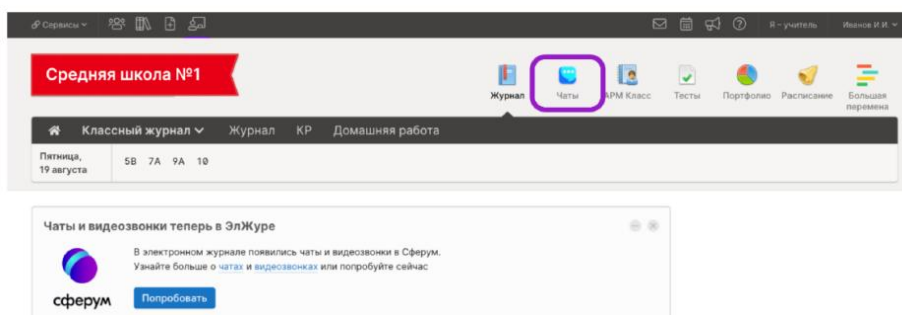 Сервисы
Я – учитель
Иванов И.И.
Средняя школа №1
Журнал
Чаты
АРМ Класс
Тесты
Портфолио
Расписание
Большая
перемена
Классный журнал
Журнал
КР
Домашняя работа
Пятница,
19 августа
5В 7А 9А 10
Чаты и видеозвонки теперь в ЭлЖуре
В электронном журнале появились чаты и видеозвонки в Сферум.
Узнайте больше о чатах и видеозвонках или попробуйте сейчас
сферум
Попробовать